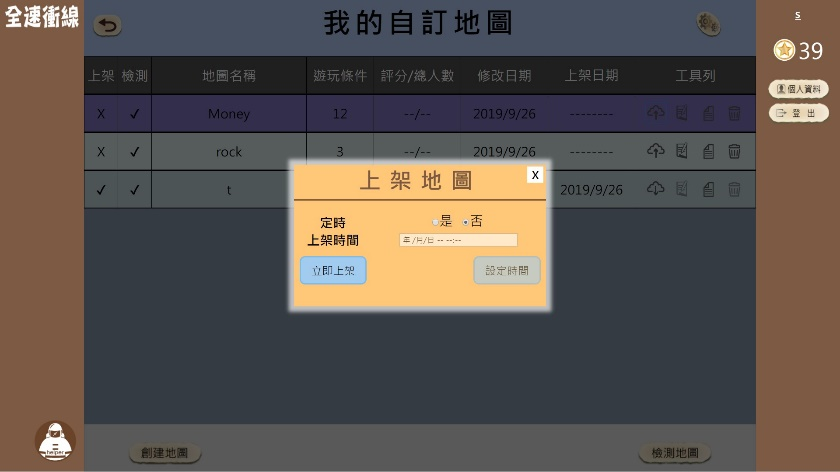 全速衝線
我的自訂地圖
s
39
個人資料
登出
上架 檢測 地圖名稱 遊玩條件 評分/總人數 修改日期 上架日期 工具列
X ✓ Money 12 --/-- 2019/9/26 --------
X ✓ rock 3 --/-- 2019/9/26 --------
✓ ✓ t 2019/9/26
上架地圖
X
定時 是 否
上架時間 年 /月/日 -- --:--
立即上架 設定時間
helper
創建地圖 檢測地圖